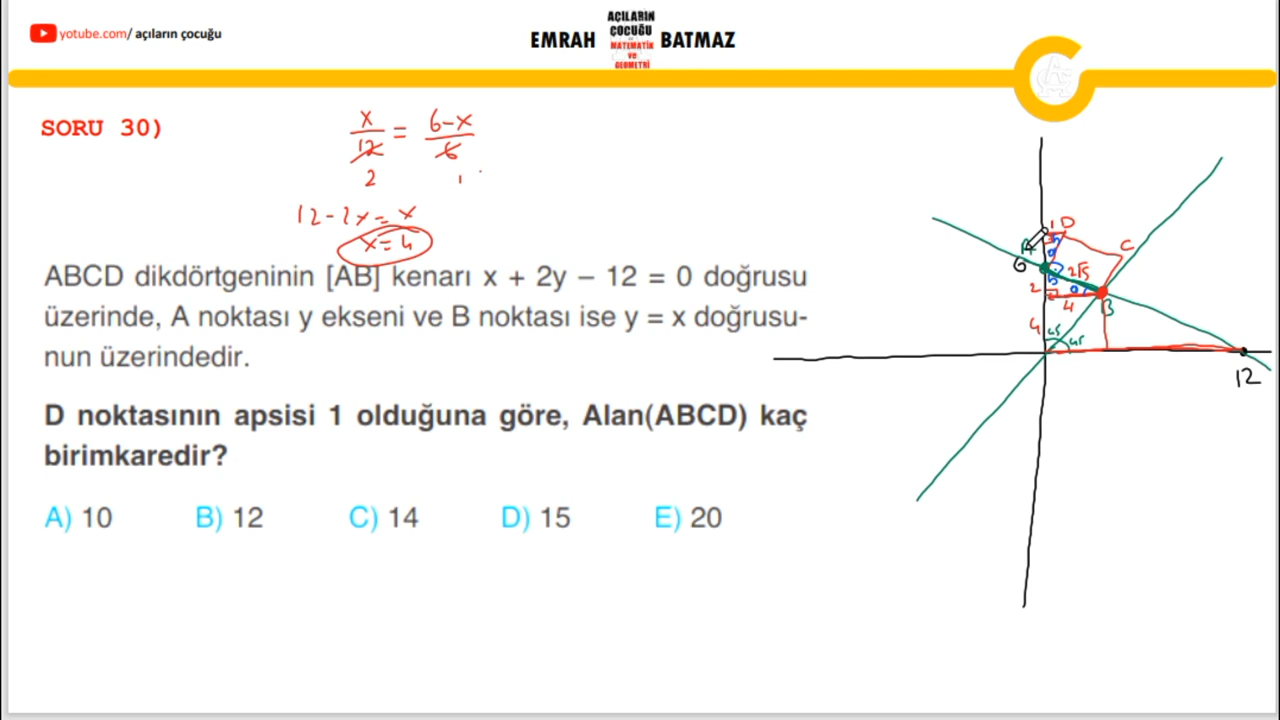 yotube.com/ açıların çocuğu
EMRAH
AÇILARIN
ÇOCUĞU
MATEMATİK
ve
GEOMETRİ
BATMAZ
SORU 30)
x/12 = 6-x/6
2 1
12-2x=x
x=4
ABCD dikdörtgeninin [AB] kenarı x + 2y − 12 = 0 doğrusu
üzerinde, A noktası y ekseni ve B noktası ise y = x doğrusu-
nun üzerindedir.
D noktasının apsisi 1 olduğuna göre, Alan(ABCD) kaç
birimkaredir?
A) 10 B) 12 C) 14 D) 15 E) 20
1 D
C
A
6
2√5
2
4
B
4
45
45
12